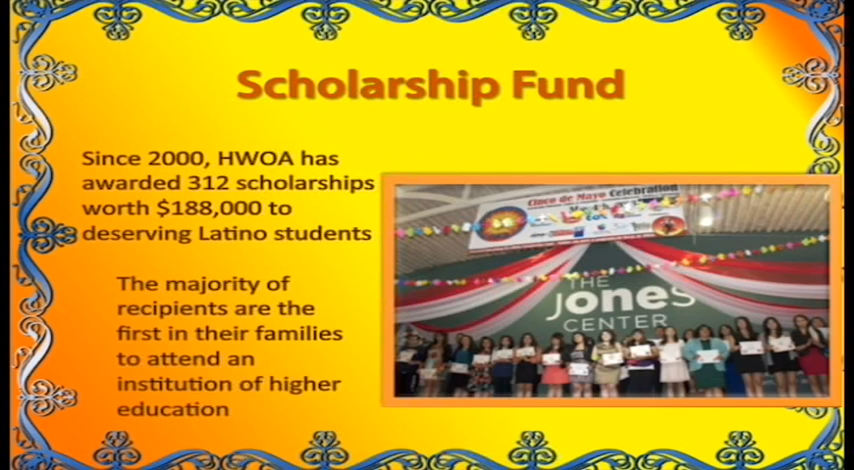 Scholarship Fund
Since 2000, HWOA has
awarded 312 scholarships
worth $188,000 to
deserving Latino students
The majority of
recipients are the
first in their families
to attend an
institution of higher
education
Cinco de Mayo Celebration
THE
Jones
CENTER